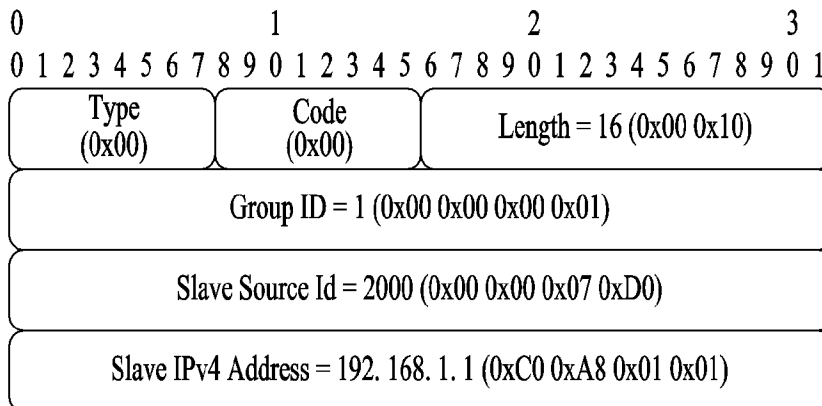 0 1 2 3
0 1 2 3 4 5 6 7 8 9 0 1 2 3 4 5 6 7 8 9 0 1 2 3 4 5 6 7 8 9 0 1
Type
(0x00)
Code
(0x00)
Length = 16 (0x00 0x10)
Group ID = 1 (0x00 0x00 0x00 0x01)
Slave Source Id = 2000 (0x00 0x00 0x07 0xD0)
Slave IPv4 Address = 192. 168. 1. 1 (0xC0 0xA8 0x01 0x01)